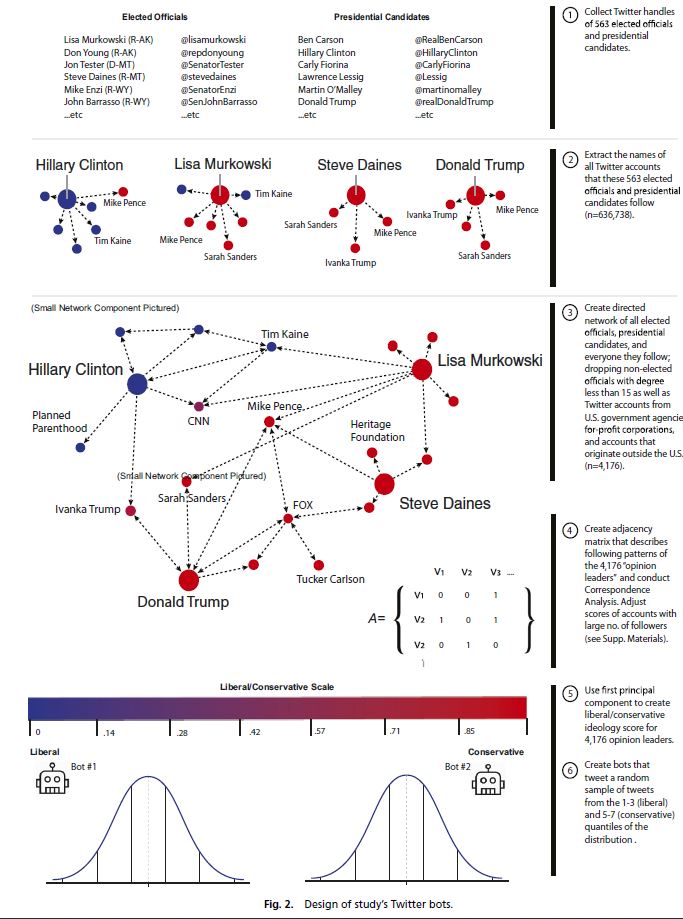 Elected Officials
Lisa Murkowski (R-AK) @lisamurkowski
Don Young (R-AK) @repdonyoung
Jon Tester (D-MT) @SenatorTester
Steve Daines (R-MT) @stevedaines
Mike Enzi (R-WY) @SenatorEnzi
John Barrasso (R-WY) @SenJohnBarrasso
...etc ...etc
Presidential Candidates
Ben Carson @RealBenCarson
Hillary Clinton @HillaryClinton
Carly Fiorina @CarlyFiorina
Lawrence Lessig @Lessig
Martin O'Malley @martinomalley
Donald Trump @realDonaldTrump
...etc ...etc
1 Collect Twitter handles
of 563 elected officials
and presidential
candidates.
Hillary Clinton
Mike Pence
Tim Kaine
Lisa Murkowski
Tim Kaine
Mike Pence
Sarah Sanders
Steve Daines
Sarah Sanders
Mike Pence
Ivanka Trump
Donald Trump
Ivanka Trump
Mike Pence
Sarah Sanders
2 Extract the names of
all Twitter accounts
that these 563 elected
officials and presidential
candidates follow
(n=636,738).
(Small Network Component Pictured)
Tim Kaine
Hillary Clinton
Lisa Murkowski
CNN
Mike Pence
Planned
Parenthood
Heritage
Foundation
(Small Network Component Pictured)
Sarah Sanders
Ivanka Trump
FOX
Steve Daines
Tucker Carlson
Donald Trump
3 Create directed
network of all elected
officials, presidential
candidates, and
everyone they follow;
dropping non-elected
officials with degree
less than 15 as well as
Twitter accounts from
U.S. government agencie
for-profit corporations,
and accounts that
originate outside the U.S.
(n=4,176).
V1 V2 V3 ....
V1 0 0 1
A= V2 1 0 1
V2 0 1 0
4 Create adjacency
matrix that describes
following patterns of
the 4,176 "opinion
leaders" and conduct
Correspondence
Analysis. Adjust
scores of accounts with
large no. of followers
(see Supp. Materials).
Liberal/Conservative Scale
0 .14 .28 .42 .57 .71 .85
Liberal Conservative
Bot #1 Bot #2
5 Use first principal
component to create
liberal/conservative
ideology score for
4,176 opinion leaders.
6 Create bots that
tweet a random
sample of tweets
from the 1-3 (liberal)
and 5-7 (conservative)
quantiles of the
distribution .
Fig. 2. Design of study's Twitter bots.